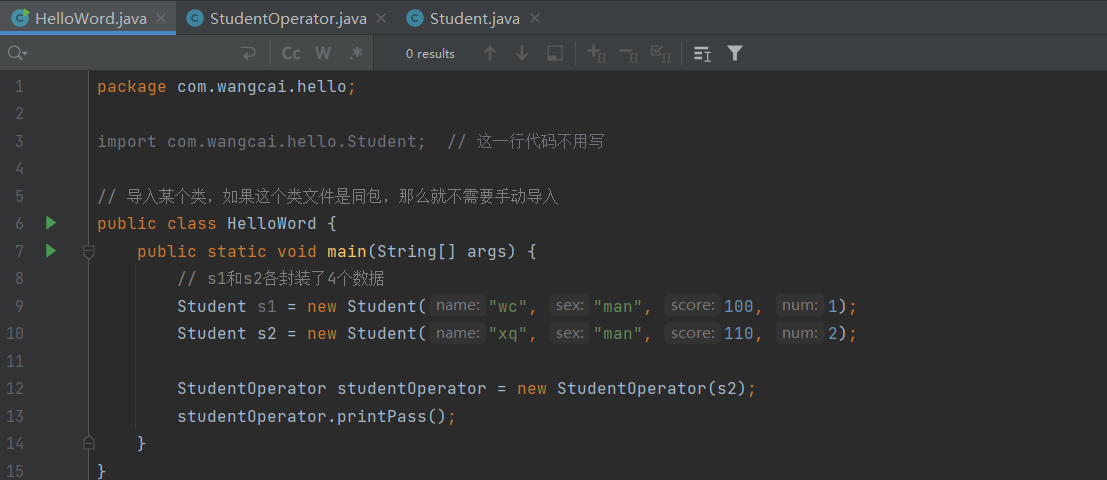 HelloWord.java StudentOperator.java Student.java
Cc W .* 0 results
1 package com.wangcai.hello;
2
3 import com.wangcai.hello.Student;  // 这一行代码不用写
4
5 // 导入某个类，如果这个类文件是同包，那么就不需要手动导入
6 public class HelloWord {
7     public static void main(String[] args) {
8         // s1和s2各封装了4个数据
9         Student s1 = new Student( name: "wc", sex: "man", score: 100, num: 1);
10         Student s2 = new Student( name: "xq", sex: "man", score: 110, num: 2);
11
12         StudentOperator studentOperator = new StudentOperator(s2);
13         studentOperator.printPass();
14     }
15 }